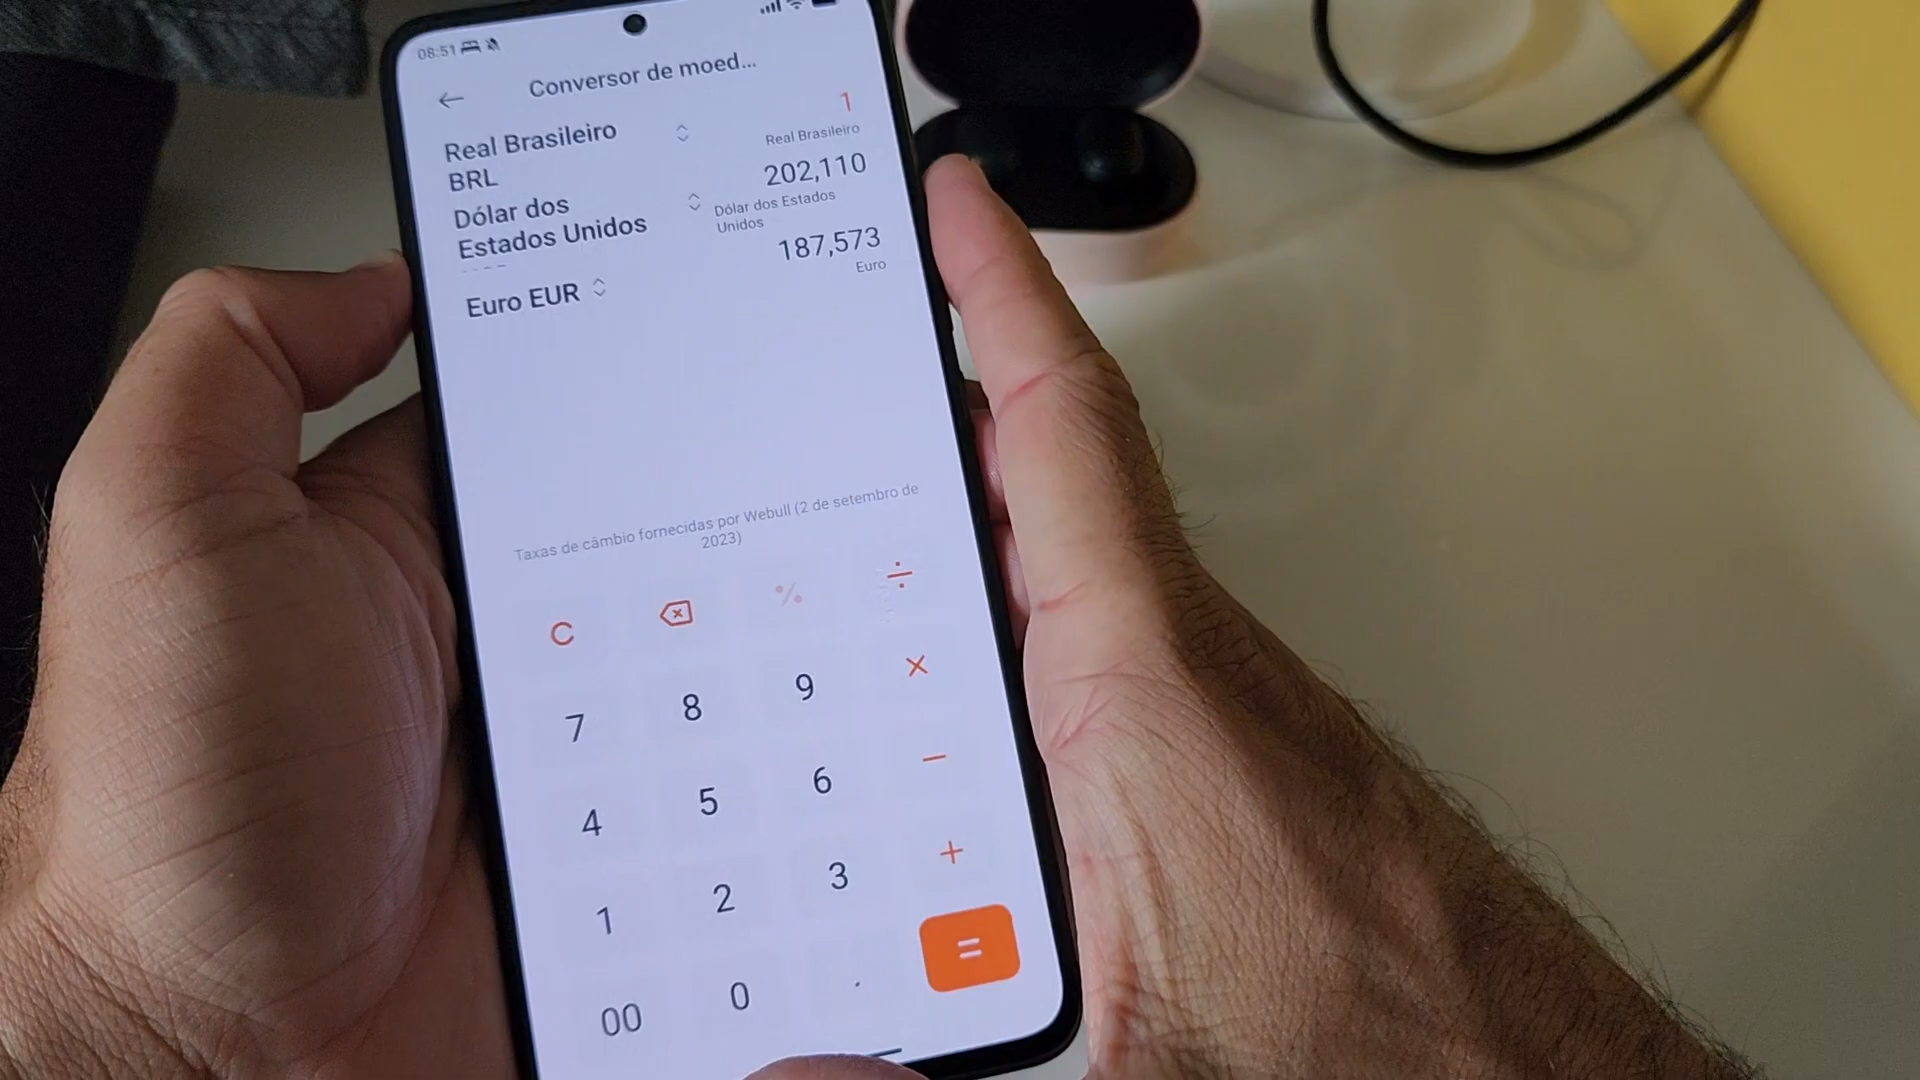 08:51
Conversor de moed...
1
Real Brasileiro
Real Brasileiro
BRL
202,110
Dólar dos Estados
Unidos
Dólar dos
Estados Unidos
187,573
Euro
Euro EUR
Taxas de câmbio fornecidas por Webull (2 de setembro de
2023)
C % ÷
7 8 9 ×
4 5 6 −
1 2 3 +
00 0 . =